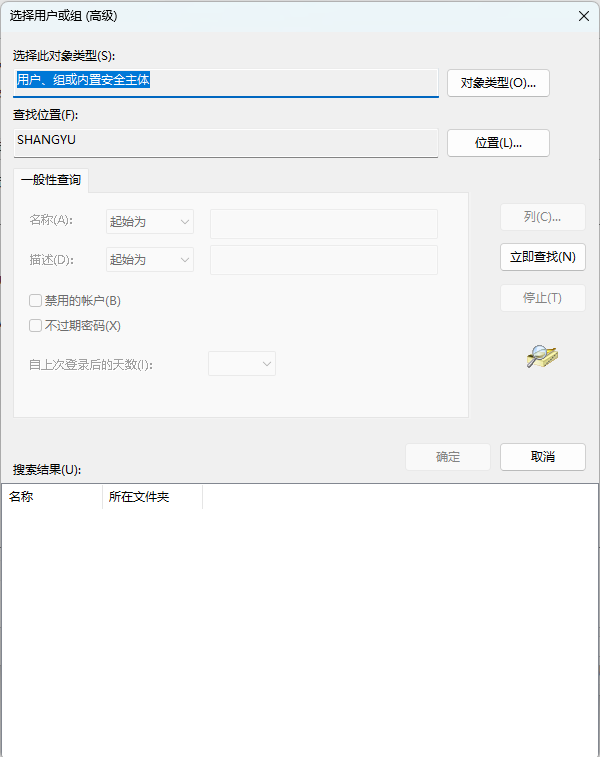 选择用户或组 (高级)
选择此对象类型(S):
用户、组或内置安全主体
对象类型(O)...
查找位置(F):
SHANGYU
位置(L)...
一般性查询
名称(A):
起始为
列(C)...
描述(D):
起始为
立即查找(N)
禁用的帐户(B)
停止(T)
不过期密码(X)
自上次登录后的天数(I):
确定
取消
搜索结果(U):
名称
所在文件夹